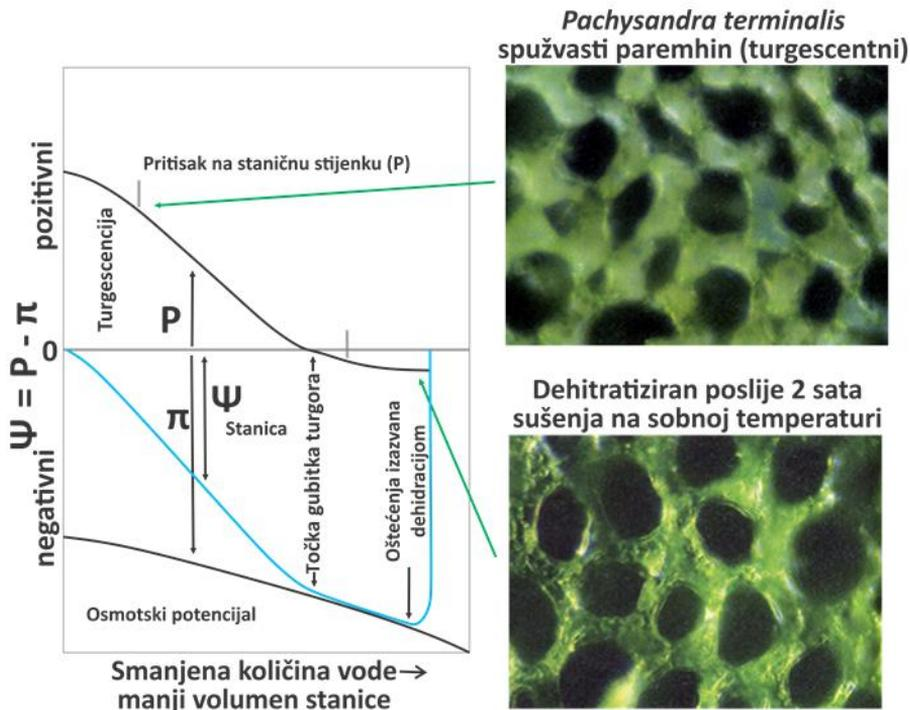 Pachysandra terminalis
spužvasti paremhin (turgescentni)
Pritisak na staničnu stijenku (P)
pozitivni
Turgescencija
P
0
Ψ = P - π
Ψ
π
Stanica
negativni
Točka gubitka turgora
Oštećenja izazvana
dehidracijom
Osmotski potencijal
Smanjena količina vode→
manji volumen stanice
Dehitratiziran poslije 2 sata
sušenja na sobnoj temperaturi